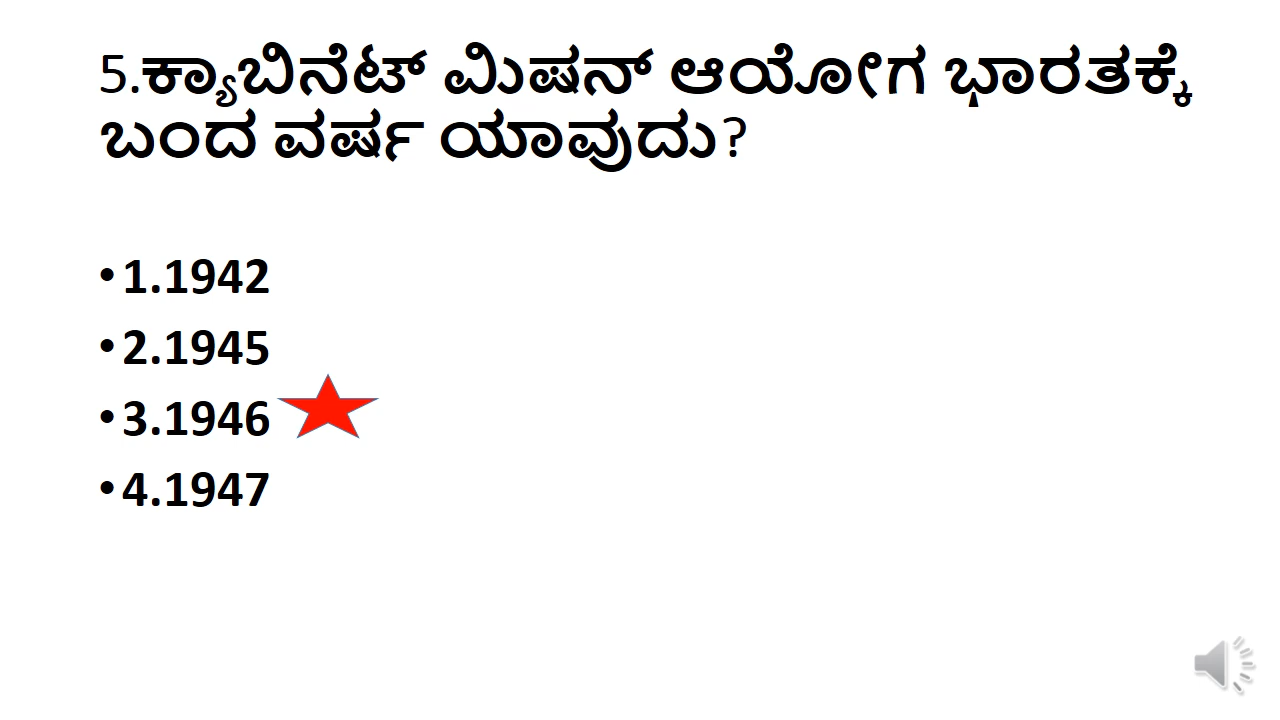 5.ಕ್ಯಾಬಿನೆಟ್ ಮಿಷನ್ ಆಯೋಗ ಭಾರತಕ್ಕೆ
ಬಂದ ವರ್ಷ ಯಾವುದು?
•1.1942
•2.1945
•3.1946
•4.1947